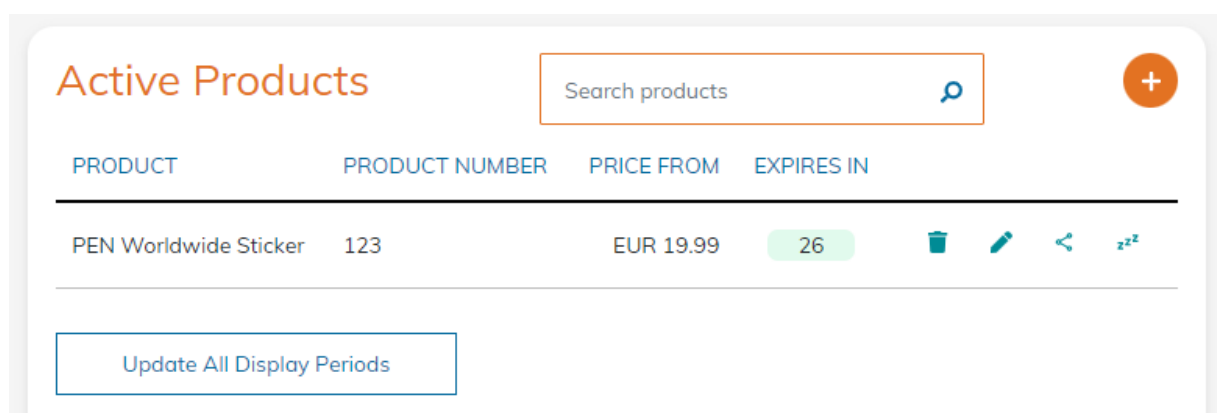 Active Products
Search products
+
PRODUCT PRODUCT NUMBER PRICE FROM EXPIRES IN
PEN Worldwide Sticker 123 EUR 19.99 26 zzz
Update All Display Periods